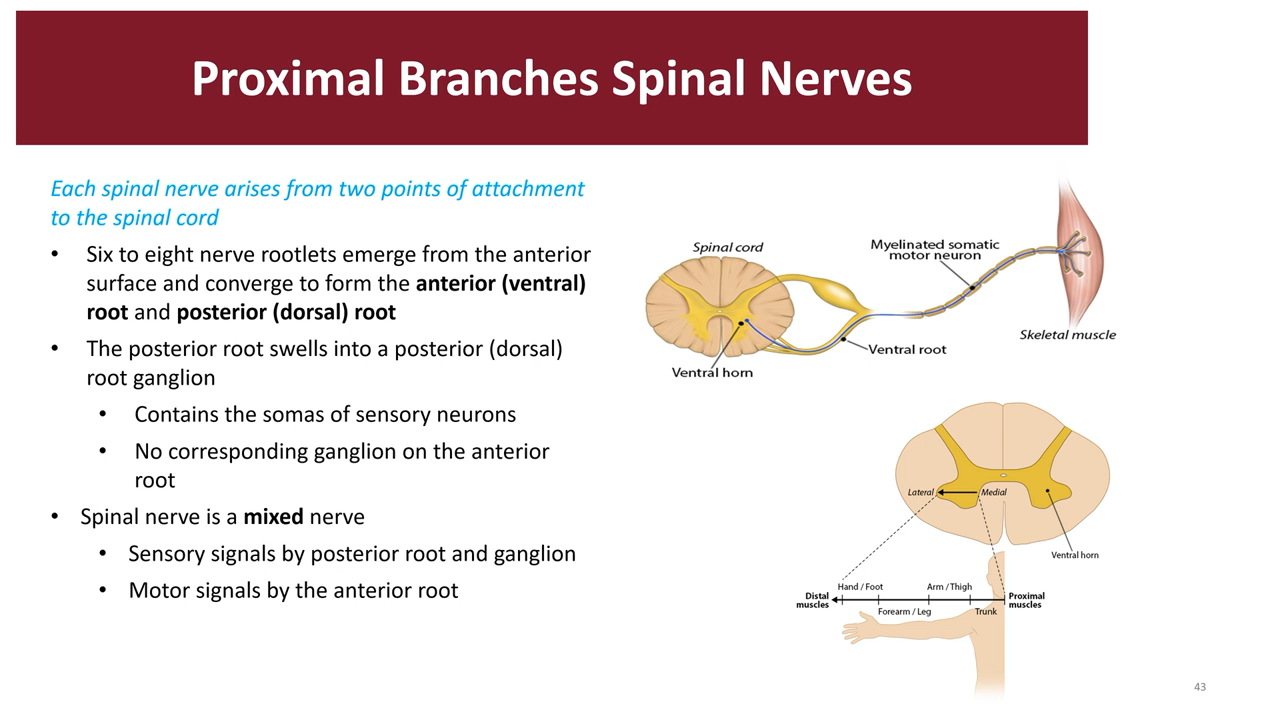 Proximal Branches Spinal Nerves
Each spinal nerve arises from two points of attachment
to the spinal cord
• Six to eight nerve rootlets emerge from the anterior
surface and converge to form the anterior (ventral)
root and posterior (dorsal) root
• The posterior root swells into a posterior (dorsal)
root ganglion
• Contains the somas of sensory neurons
• No corresponding ganglion on the anterior
root
• Spinal nerve is a mixed nerve
• Sensory signals by posterior root and ganglion
• Motor signals by the anterior root
Spinal cord
Myelinated somatic
motor neuron
Skeletal muscle
Ventral root
Ventral horn
Lateral
Medial
Ventral horn
Hand / Foot
Arm / Thigh
Distal
muscles
Proximal
muscles
Forearm / Leg
Trunk
43